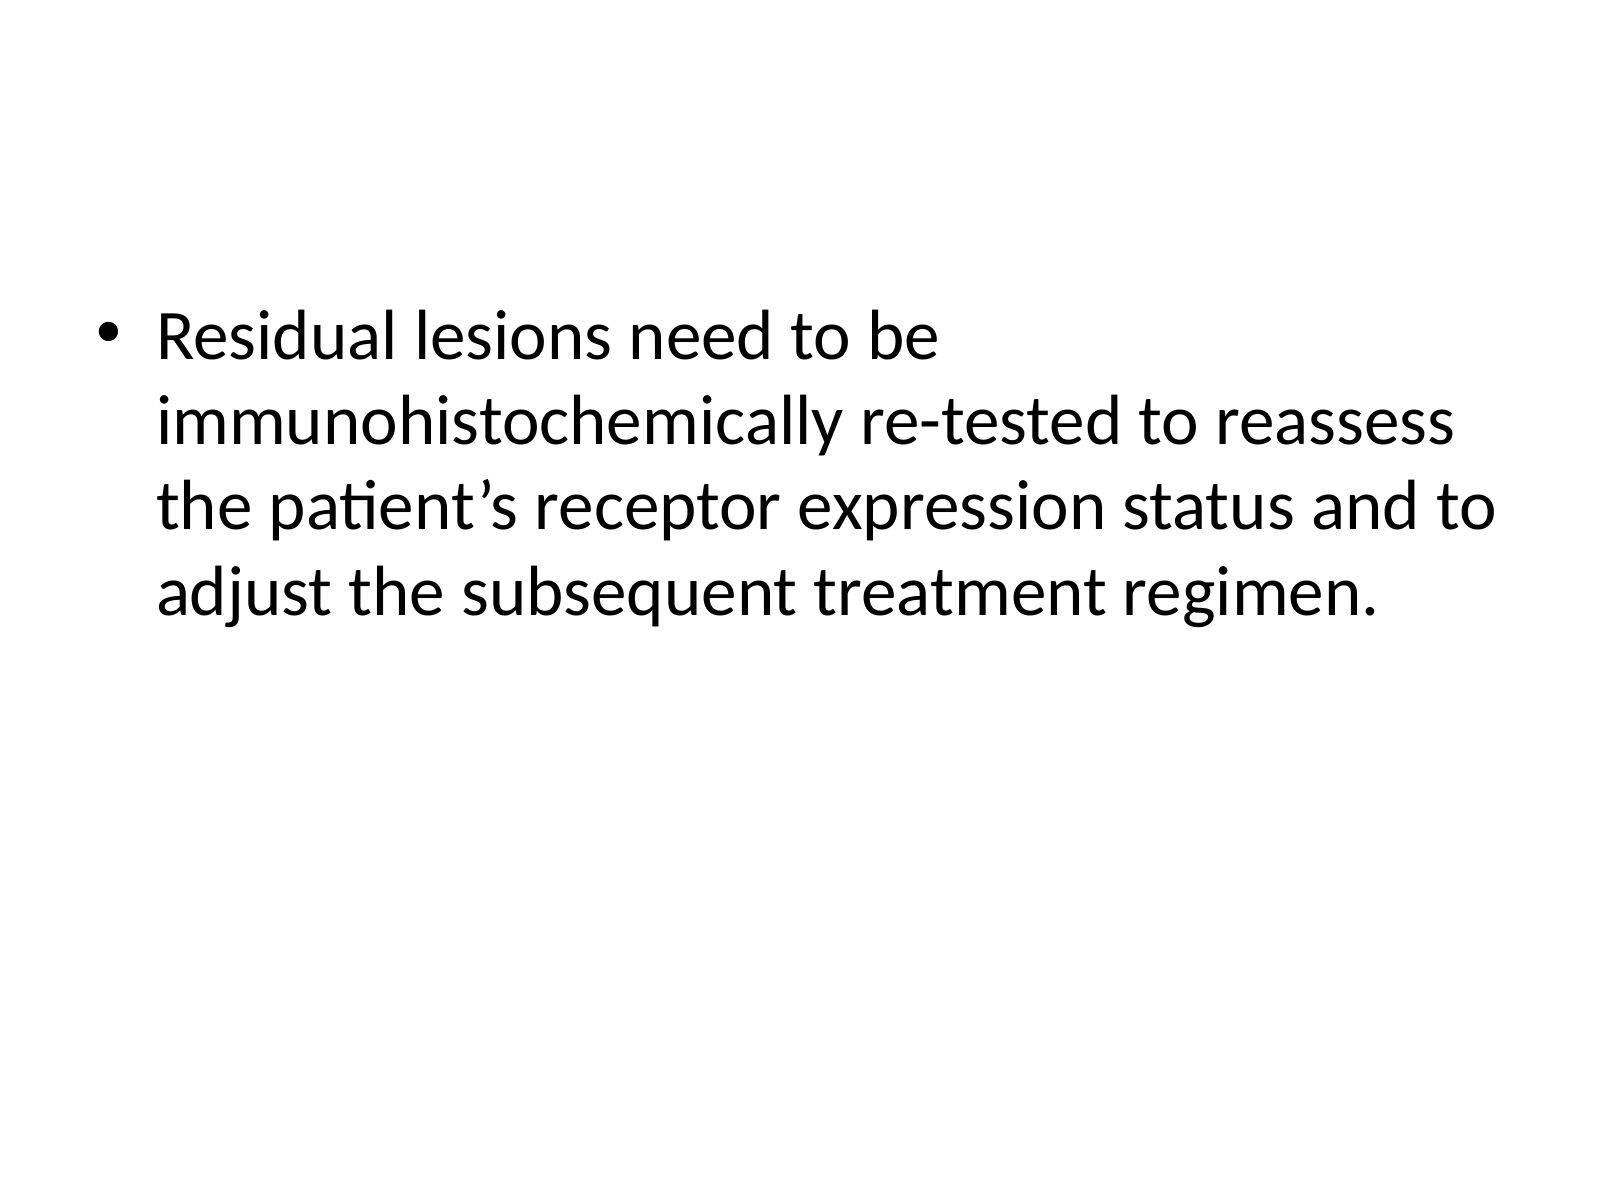 • Residual lesions need to be
immunohistochemically re-tested to reassess
the patient’s receptor expression status and to
adjust the subsequent treatment regimen.